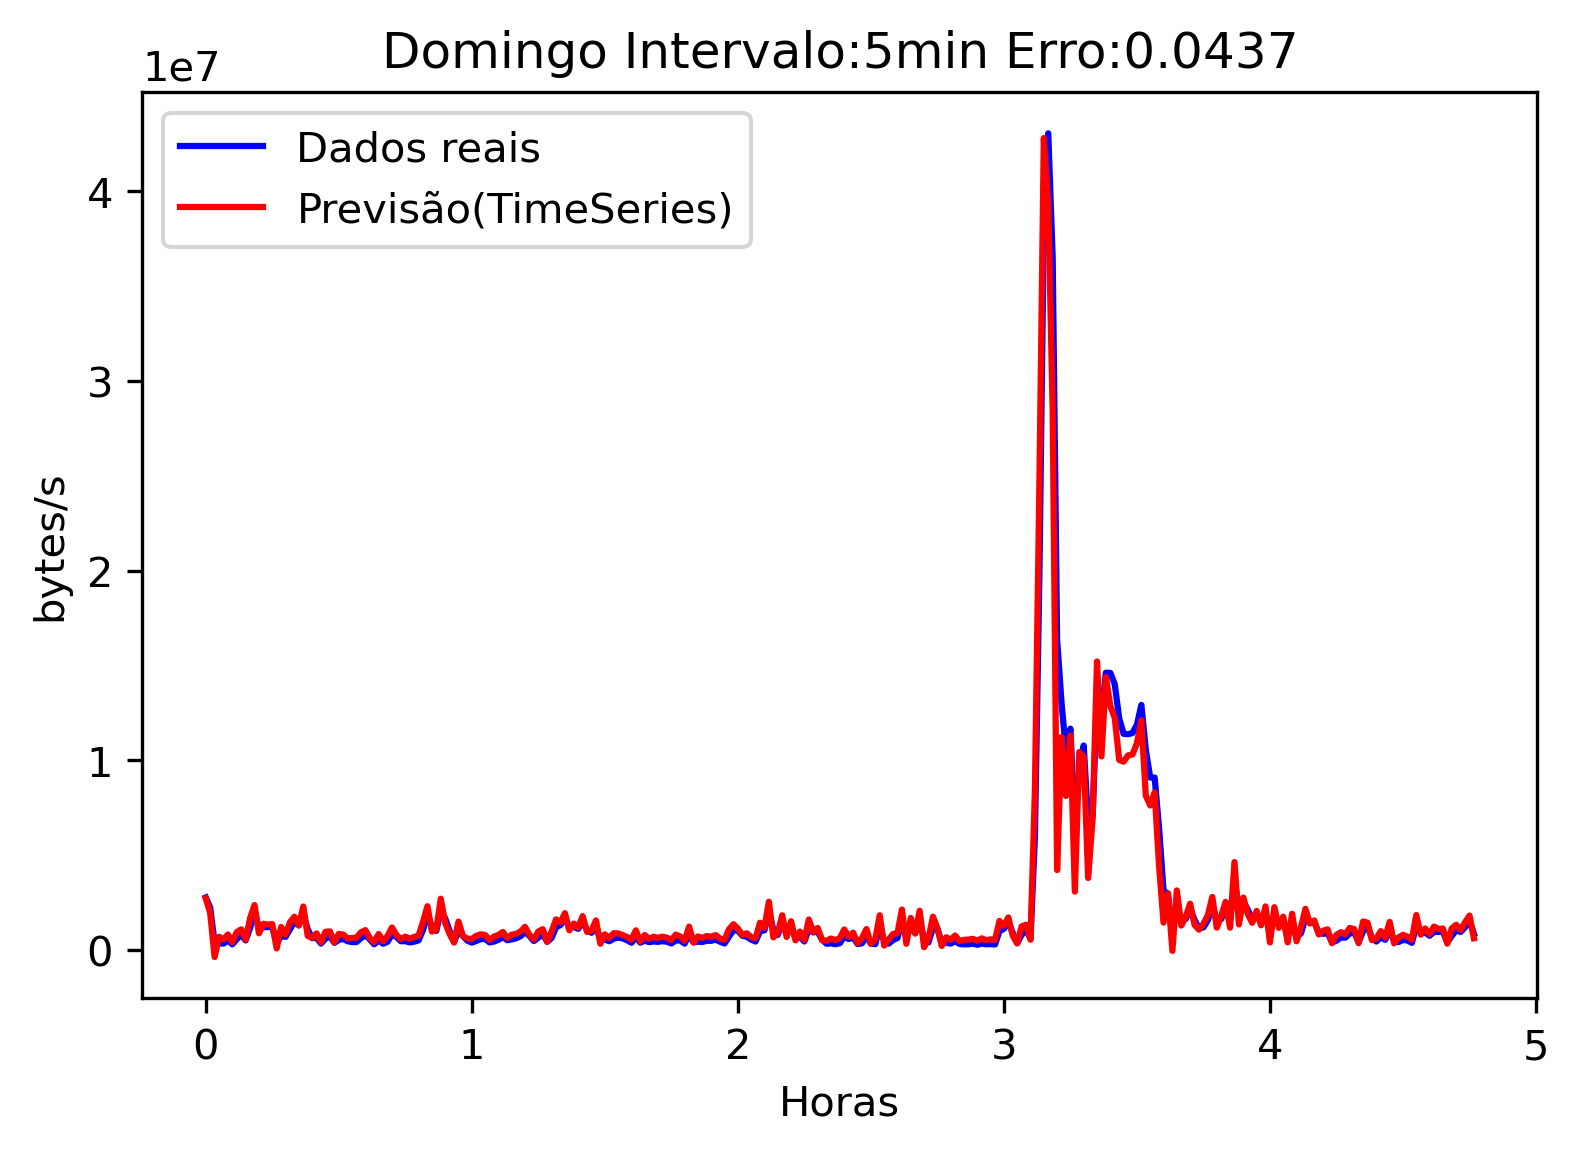 Domingo Intervalo:5min Erro:0.0437
1e7
Dados reais
Previsão(TimeSeries)
4
3
2
1
0
bytes/s
0 1 2 3 4 5
Horas